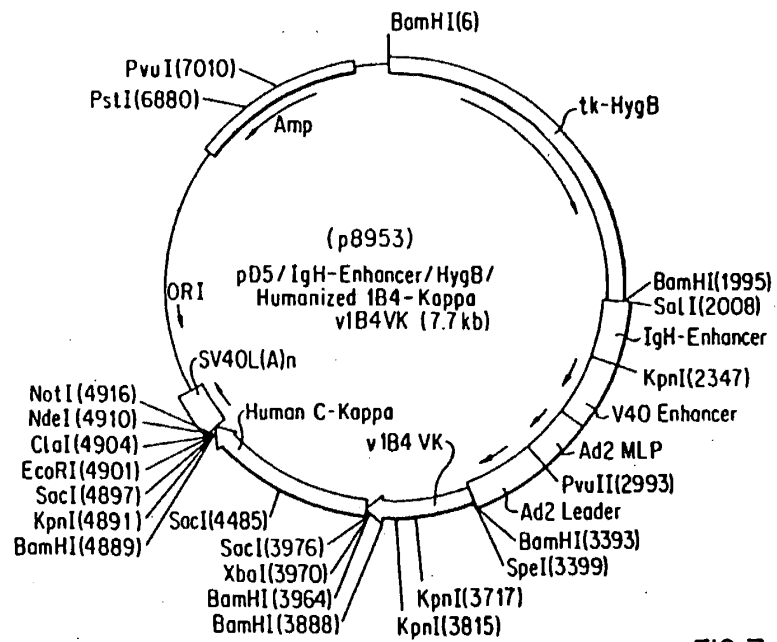 BamHI(6)
PvuI(7010)
PstI(6880)
Amp
tk-HygB
(p8953)
pD5/IgH-Enhancer/HygB/
Humanized 1B4-Kappa
v1B4VK (7.7kb)
ORI
BamHI(1995)
SalI(2008)
IgH-Enhancer
KpnI(2347)
V40 Enhancer
Ad2 MLP
PvuII(2993)
Ad2 Leader
BamHI(3393)
SpeI(3399)
SV40L(A)n
NotI(4916)
NdeI(4910)
ClaI(4904)
EcoRI(4901)
SacI(4897)
KpnI(4891)
BamHI(4889)
Human C-Kappa
v1B4 VK
SacI(4485)
SacI(3976)
XbaI(3970)
BamHI(3964)
BamHI(3888)
KpnI(3717)
KpnI(3815)